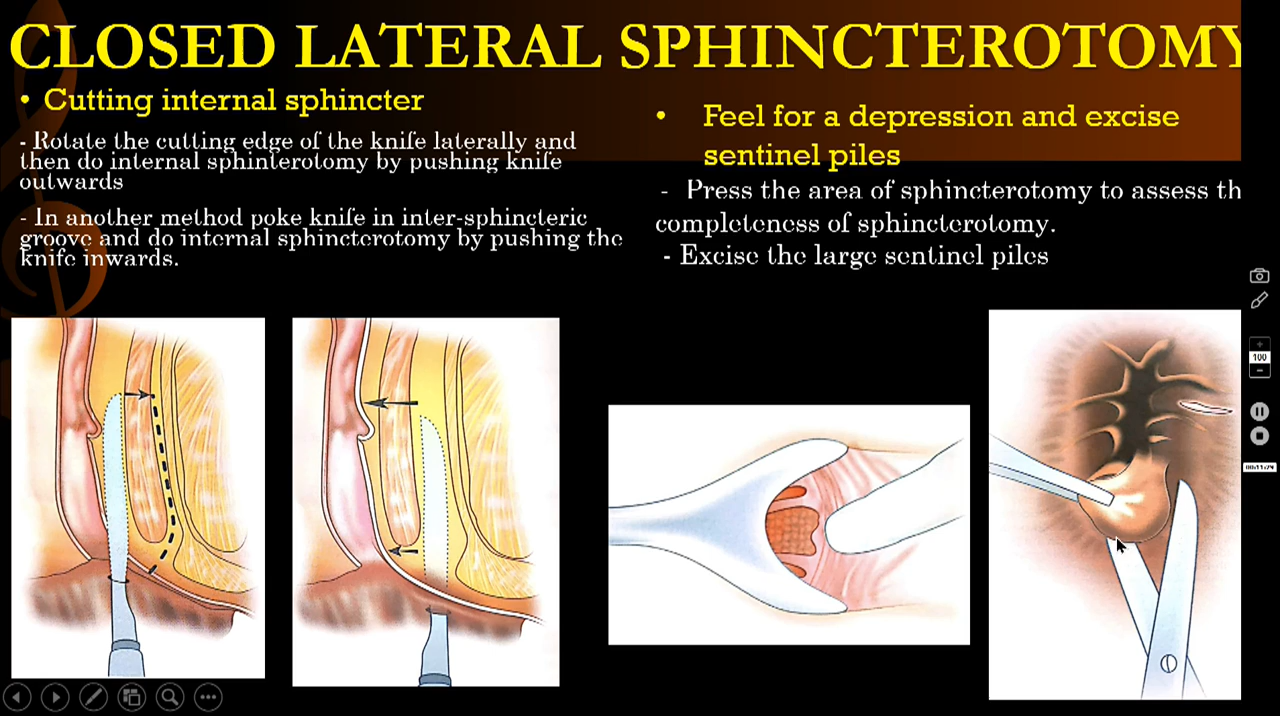 CLOSED LATERAL SPHINCTEROTOMY
• Cutting internal sphincter
- Rotate the cutting edge of the knife laterally and
then do internal sphinterotomy by pushing knife
outwards
- In another method poke knife in inter-sphincteric
groove and do internal sphincterotomy by pushing the
knife inwards.
• Feel for a depression and excise
sentinel piles
- Press the area of sphincterotomy to assess th
completeness of sphincterotomy.
- Excise the large sentinel piles
100